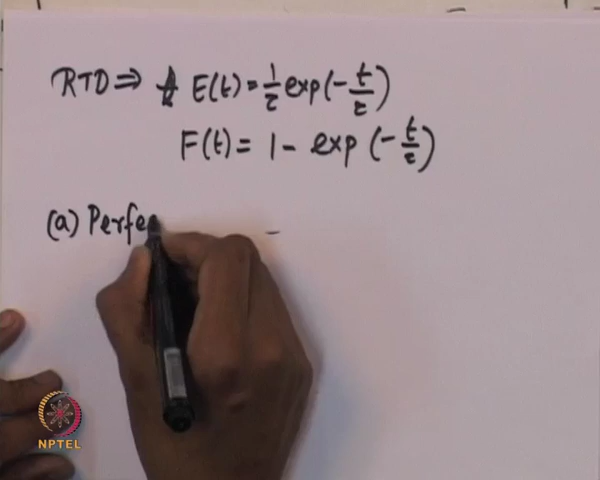 RTD ⇒ E(t) = 1/τ exp(-t/τ)
F(t) = 1 - exp(-t/τ)
(a) Perfe
NPTEL